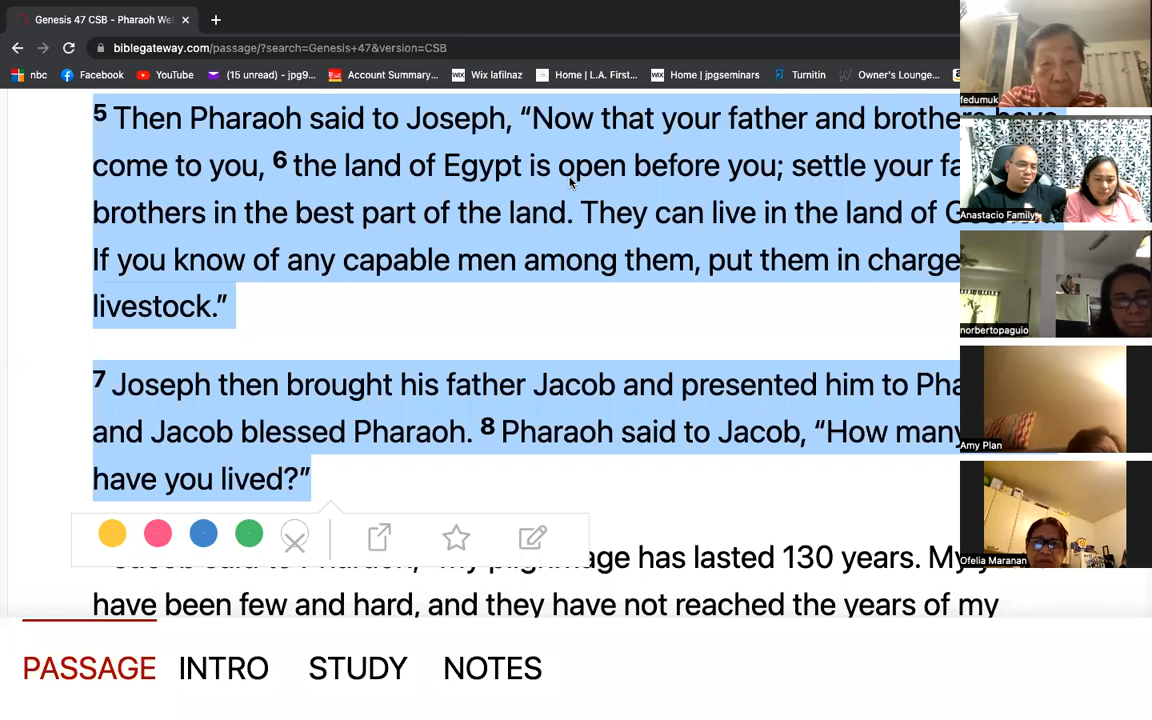 Genesis 47 CSB - Pharaoh We
biblegateway.com/passage/?search=Genesis+47&version=CSB
nbc Facebook YouTube (15 unread) - jpg9... Account Summary... Wix lafilnaz Home | L.A. First... Home | jpgseminars Turnitin Owner's Lounge...
5 Then Pharaoh said to Joseph, “Now that your father and brothers have
come to you, 6 the land of Egypt is open before you; settle your fa
brothers in the best part of the land. They can live in the land of G
If you know of any capable men among them, put them in charge
livestock.”
7 Joseph then brought his father Jacob and presented him to Pha
and Jacob blessed Pharaoh. 8 Pharaoh said to Jacob, “How many
have you lived?”
pilgrimage has lasted 130 years. My
have been few and hard, and they have not reached the years of my
PASSAGE INTRO STUDY NOTES
fedumuk
Anastacio Family
norbertopaguio
Amy Plan
Ofelia Maranan